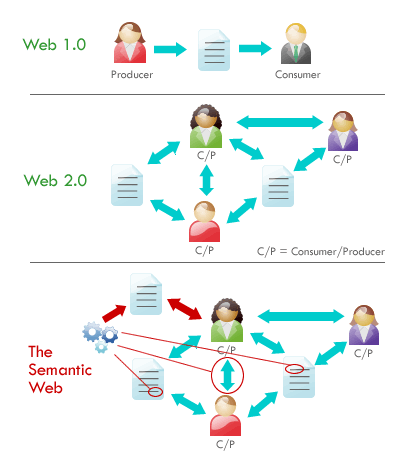 Web 1.0
Producer
Consumer
C/P
C/P
Web 2.0
C/P
C/P = Consumer/Producer
The
Semantic
Web
C/P
C/P
C/P